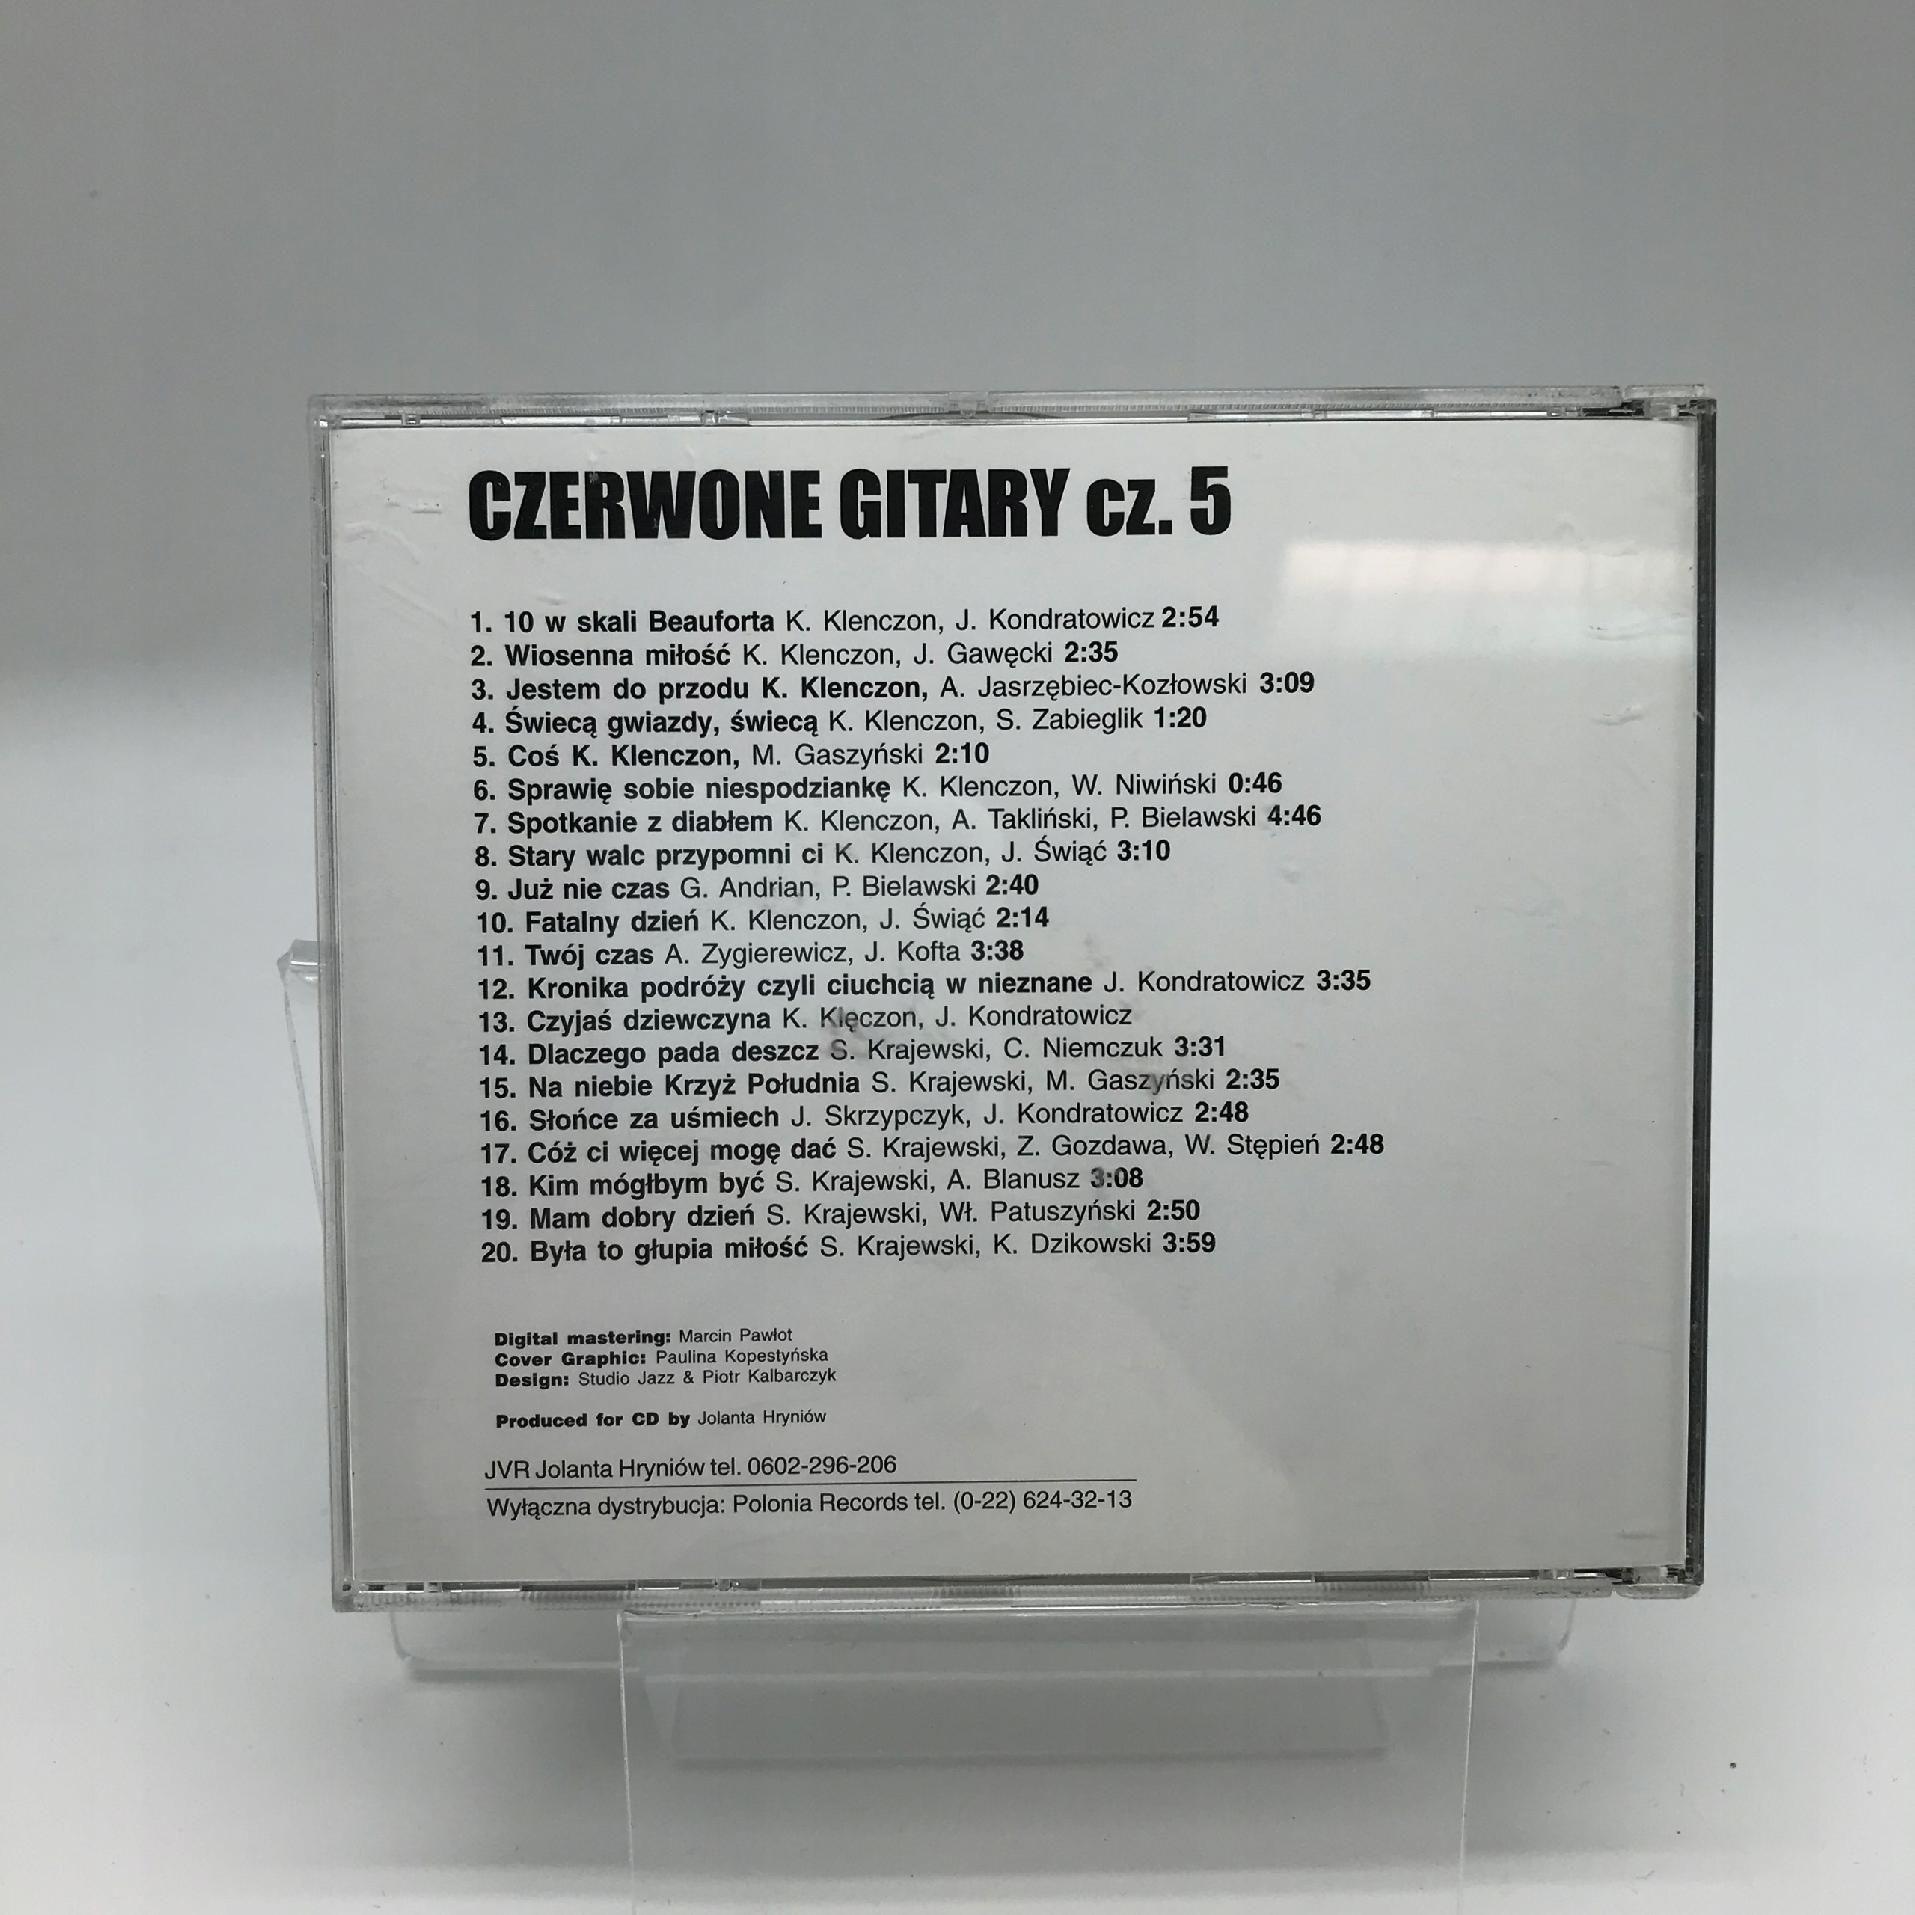 CZERWONE GITARY cz. 5
1. 10 w skali Beauforta K. Klenczon, J. Kondratowicz 2:54
2. Wiosenna miłość K. Klenczon, J. Gawęcki 2:35
3. Jestem do przodu K. Klenczon, A. Jasrzębiec-Kozłowski 3:09
4. Świecą gwiazdy, świecą K. Klenczon, S. Zabieglik 1:20
5. Coś K. Klenczon, M. Gaszyński 2:10
6. Sprawię sobie niespodziankę K. Klenczon, W. Niwiński 0:46
7. Spotkanie z diabłem K. Klenczon, A. Takliński, P. Bielawski 4:46
8. Stary walc przypomni ci K. Klenczon, J. Świąć 3:10
9. Już nie czas G. Andrian, P. Bielawski 2:40
10. Fatalny dzień K. Klenczon, J. Świąć 2:14
11. Twój czas A. Zygierewicz, J. Kofta 3:38
12. Kronika podróży czyli ciuchcią w nieznane J. Kondratowicz 3:35
13. Czyjaś dziewczyna K. Klęczon, J. Kondratowicz
14. Dlaczego pada deszcz S. Krajewski, C. Niemczuk 3:31
15. Na niebie Krzyż Południa S. Krajewski, M. Gaszyński 2:35
16. Słońce za uśmiech J. Skrzypczyk, J. Kondratowicz 2:48
17. Cóż ci więcej mogę dać S. Krajewski, Z. Gozdawa, W. Stępień 2:48
18. Kim mógłbym być S. Krajewski, A. Blanusz 3:08
19. Mam dobry dzień S. Krajewski, Wł. Patuszyński 2:50
20. Była to głupia miłość S. Krajewski, K. Dzikowski 3:59
Digital mastering: Marcin Pawłot
Cover Graphic: Paulina Kopestyńska
Design: Studio Jazz & Piotr Kalbarczyk
Produced for CD by Jolanta Hryniów
JVR Jolanta Hryniów tel. 0602-296-206
Wyłączna dystrybucja: Polonia Records tel. (0-22) 624-32-13